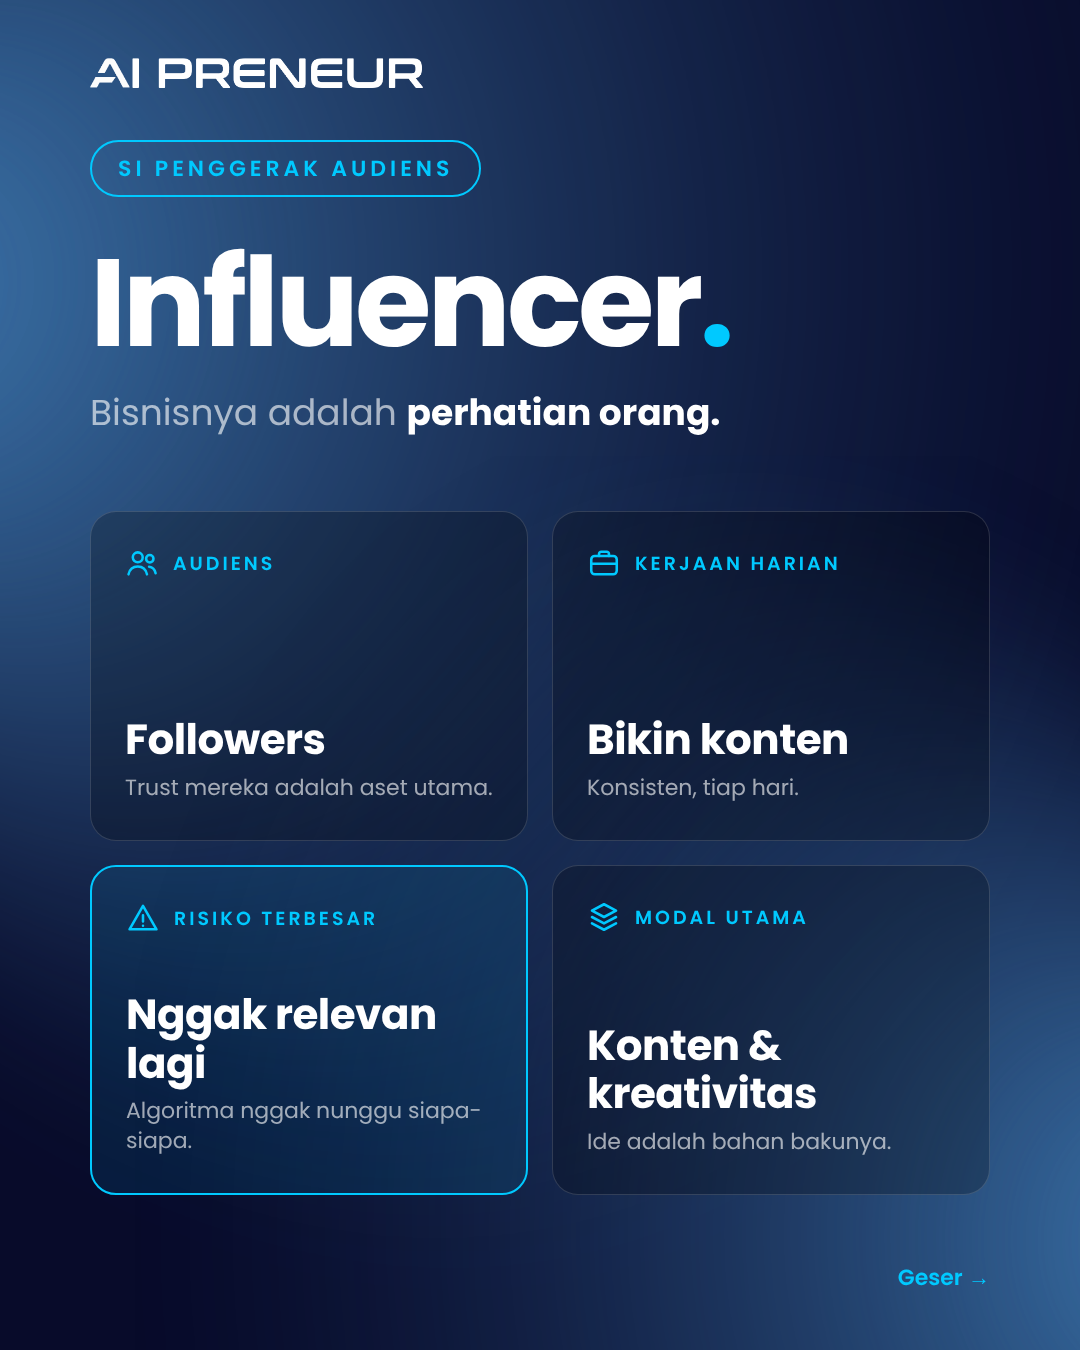 AI PRENEUR
SI PENGGERAK AUDIENS
Influencer.
Bisnisnya adalah perhatian orang.
AUDIENS
Followers
Trust mereka adalah aset utama.
KERJAAN HARIAN
Bikin konten
Konsisten, tiap hari.
RISIKO TERBESAR
Nggak relevan
lagi
Algoritma nggak nunggu siapa-
siapa.
MODAL UTAMA
Konten &
kreativitas
Ide adalah bahan bakunya.
Geser →